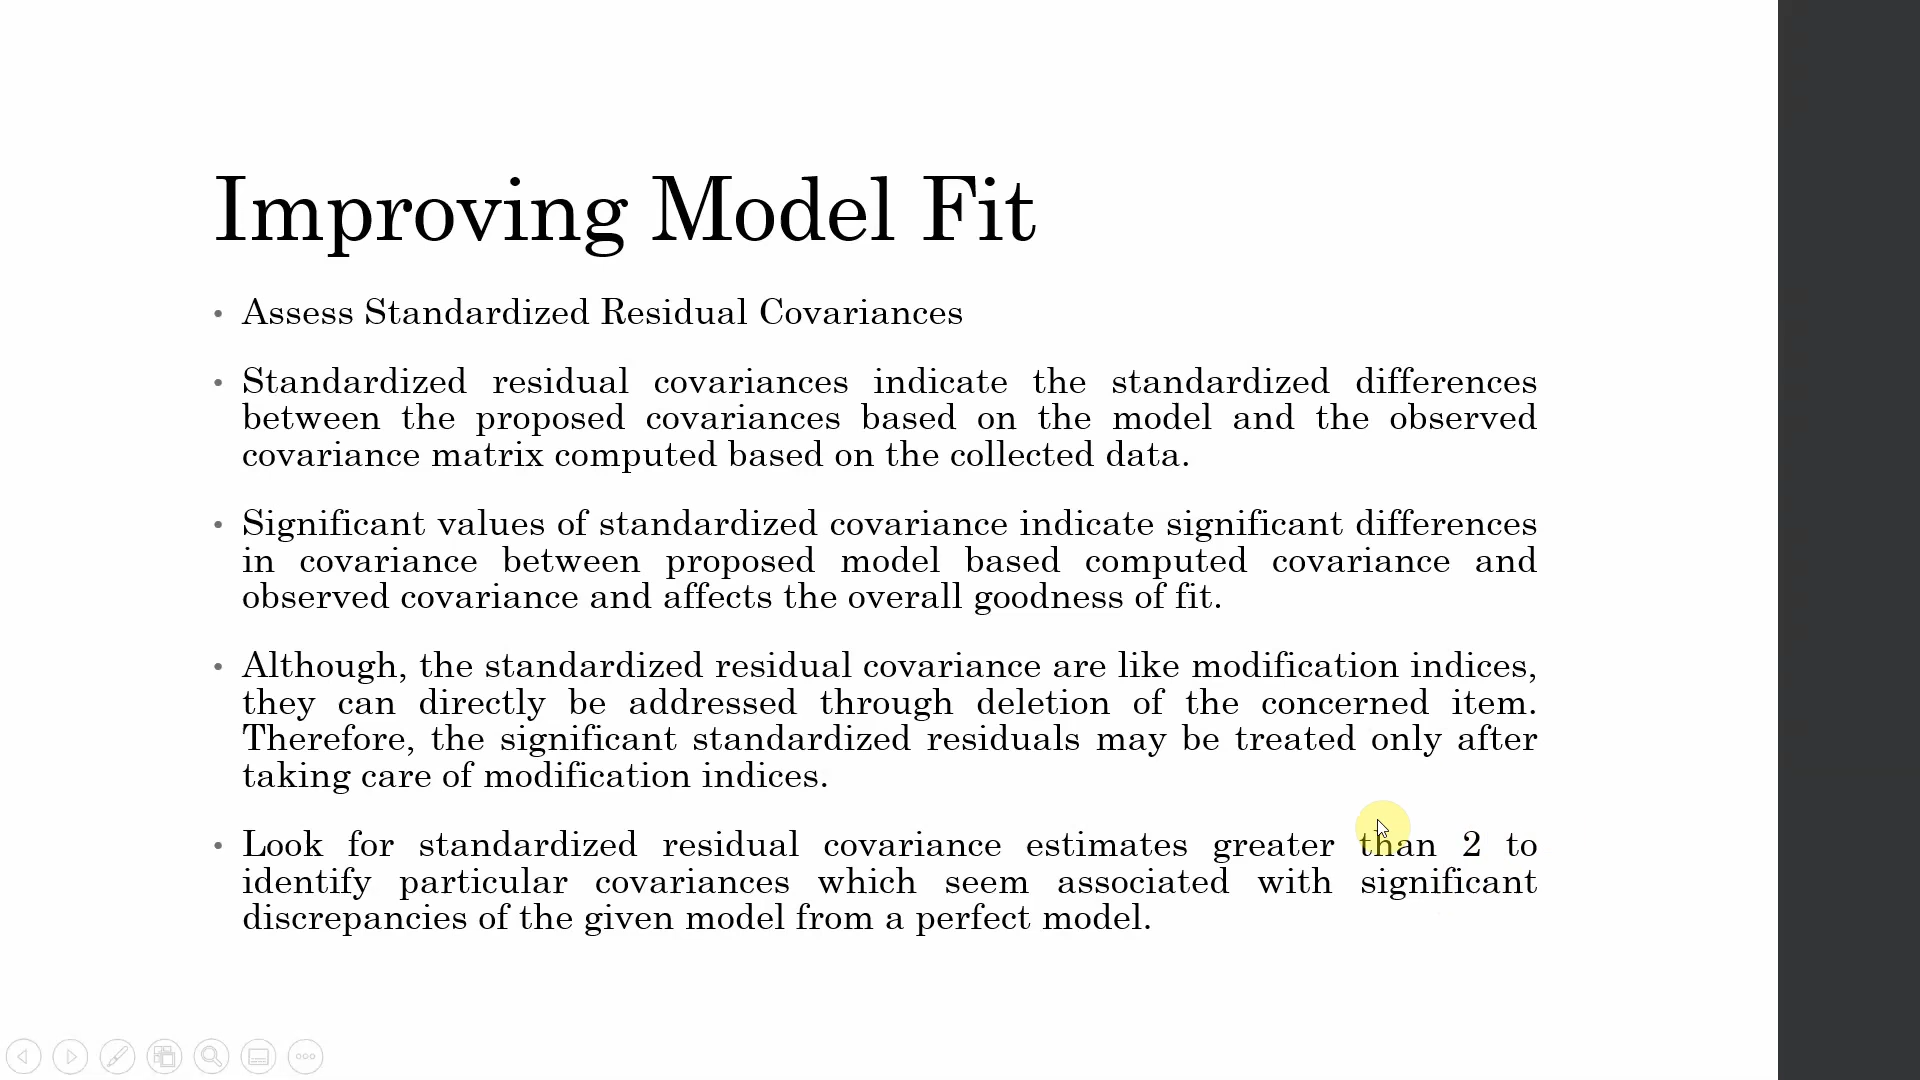 Improving Model Fit
• Assess Standardized Residual Covariances
• Standardized residual covariances indicate the standardized differences
between the proposed covariances based on the model and the observed
covariance matrix computed based on the collected data.
• Significant values of standardized covariance indicate significant differences
in covariance between proposed model based computed covariance and
observed covariance and affects the overall goodness of fit.
• Although, the standardized residual covariance are like modification indices,
they can directly be addressed through deletion of the concerned item.
Therefore, the significant standardized residuals may be treated only after
taking care of modification indices.
• Look for standardized residual covariance estimates greater than 2 to
identify particular covariances which seem associated with significant
discrepancies of the given model from a perfect model.